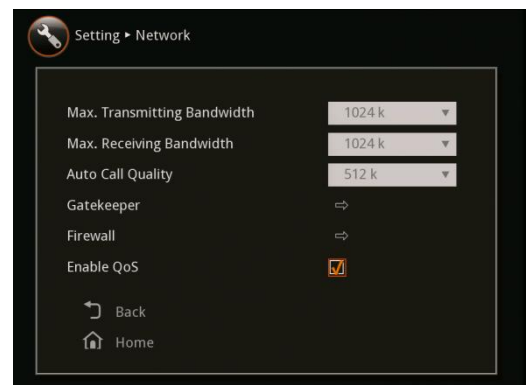 Setting ▸ Network
Max. Transmitting Bandwidth 1024 k
Max. Receiving Bandwidth 1024 k
Auto Call Quality 512 k
Gatekeeper
Firewall
Enable QoS
Back
Home